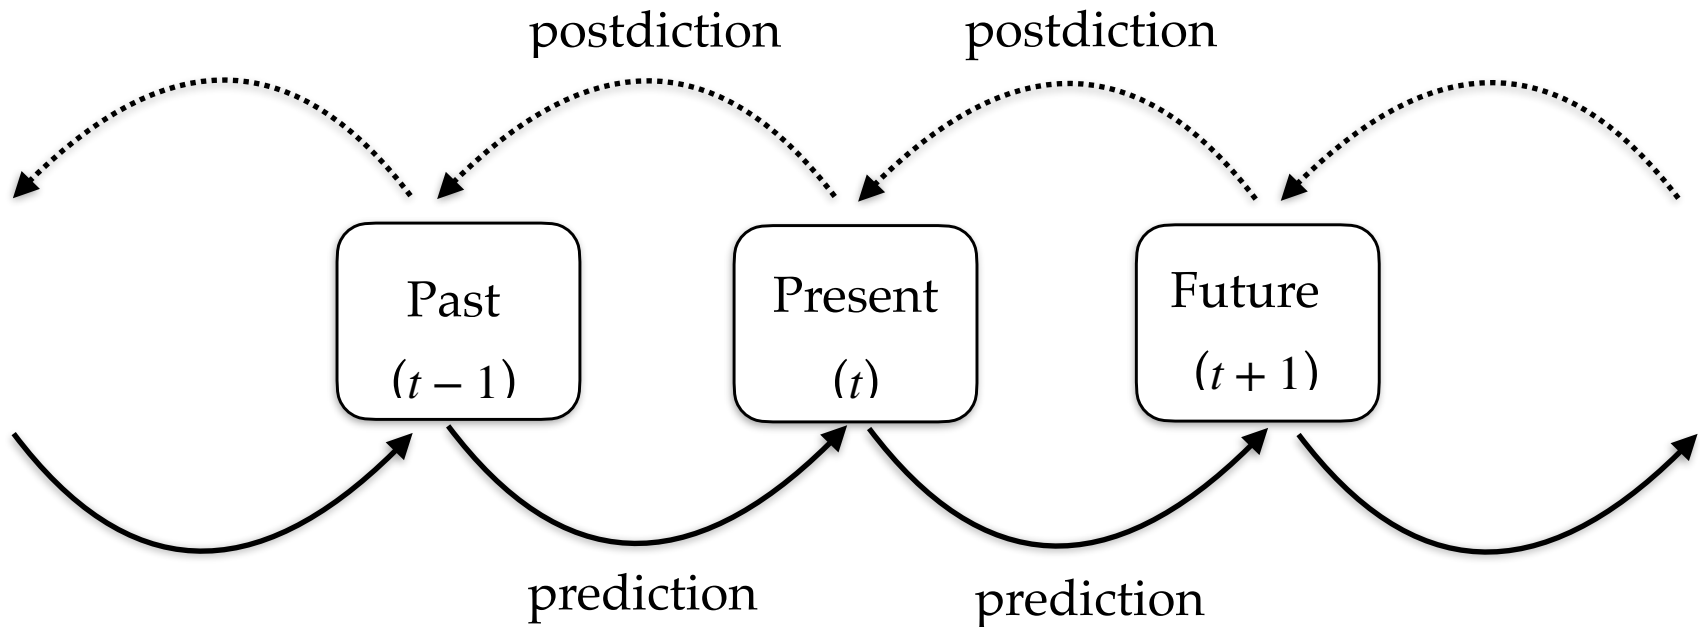 postdiction postdiction
Past Present Future
(t − 1) (t) (t + 1)
prediction prediction